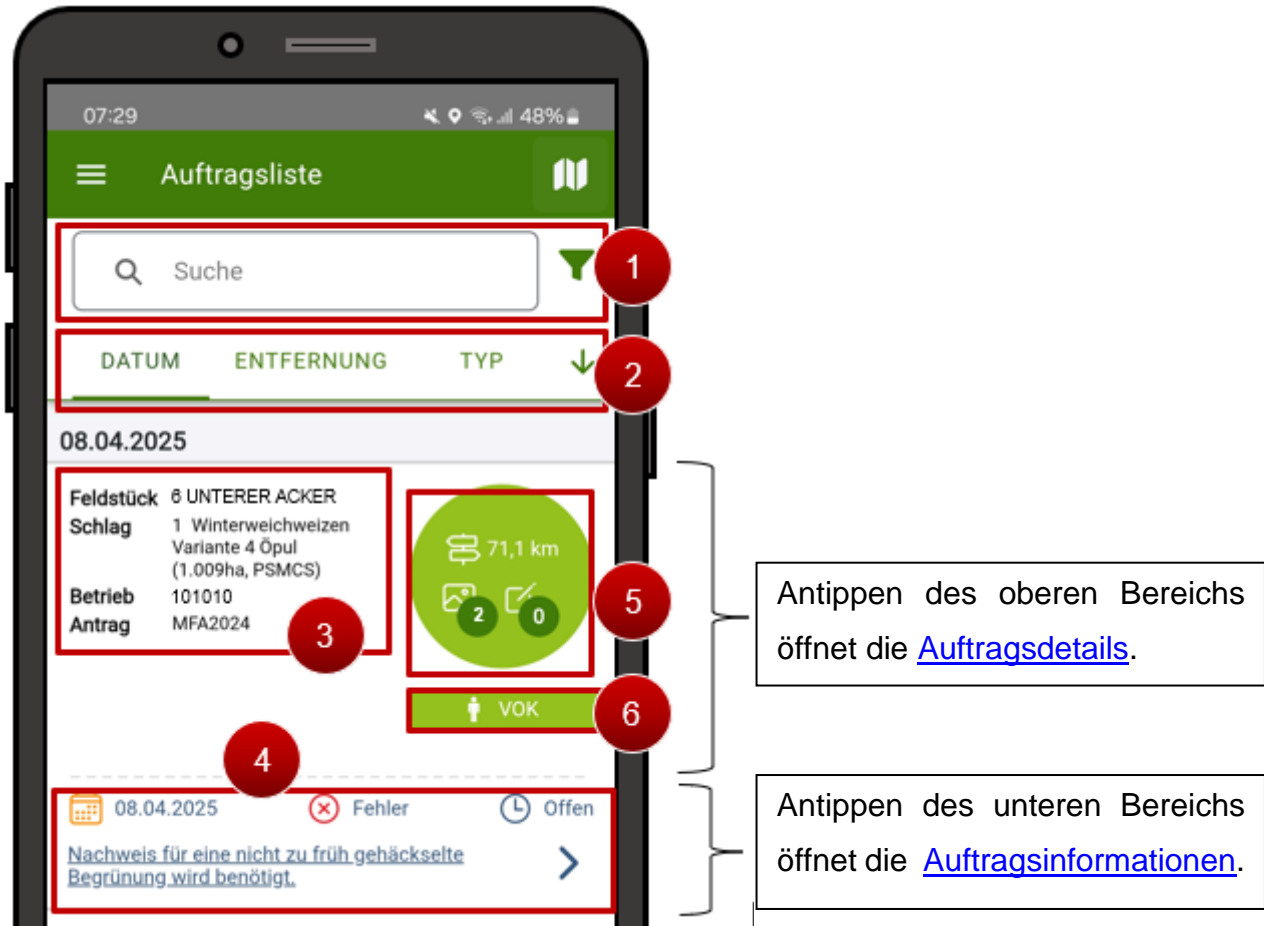 07:29 48%
Auftragsliste
Suche
1
DATUM ENTFERNUNG TYP
2
08.04.2025
Feldstück 6 UNTERER ACKER
Schlag 1 Winterweichweizen
Variante 4 Öpul
(1.009ha, PSMCS)
Betrieb 101010
Antrag MFA2024
3
71,1 km
2 0
5
VOK
6
Antippen des oberen Bereichs
öffnet die Auftragsdetails.
4
08.04.2025 Fehler Offen
Nachweis für eine nicht zu früh gehäckselte
Begrünung wird benötigt.
Antippen des unteren Bereichs
öffnet die Auftragsinformationen.